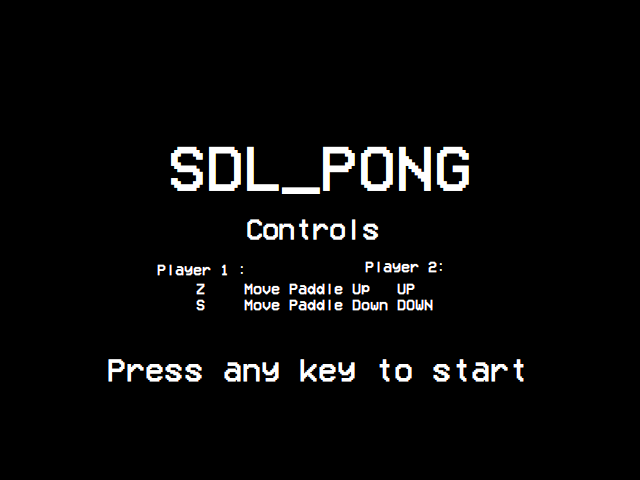 SDL_PONG
Controls
Player 1 : Player 2:
Z Move Paddle Up UP
S Move Paddle Down DOWN
Press any key to start